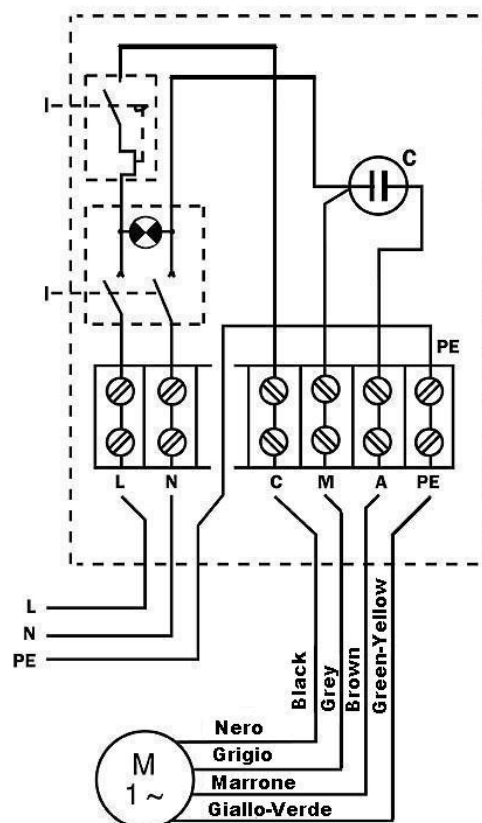 C
PE
L N C M A PE
L
N
PE
Black
Grey
Brown
Green-Yellow
Nero
Grigio
Marrone
Giallo-Verde
M
1~